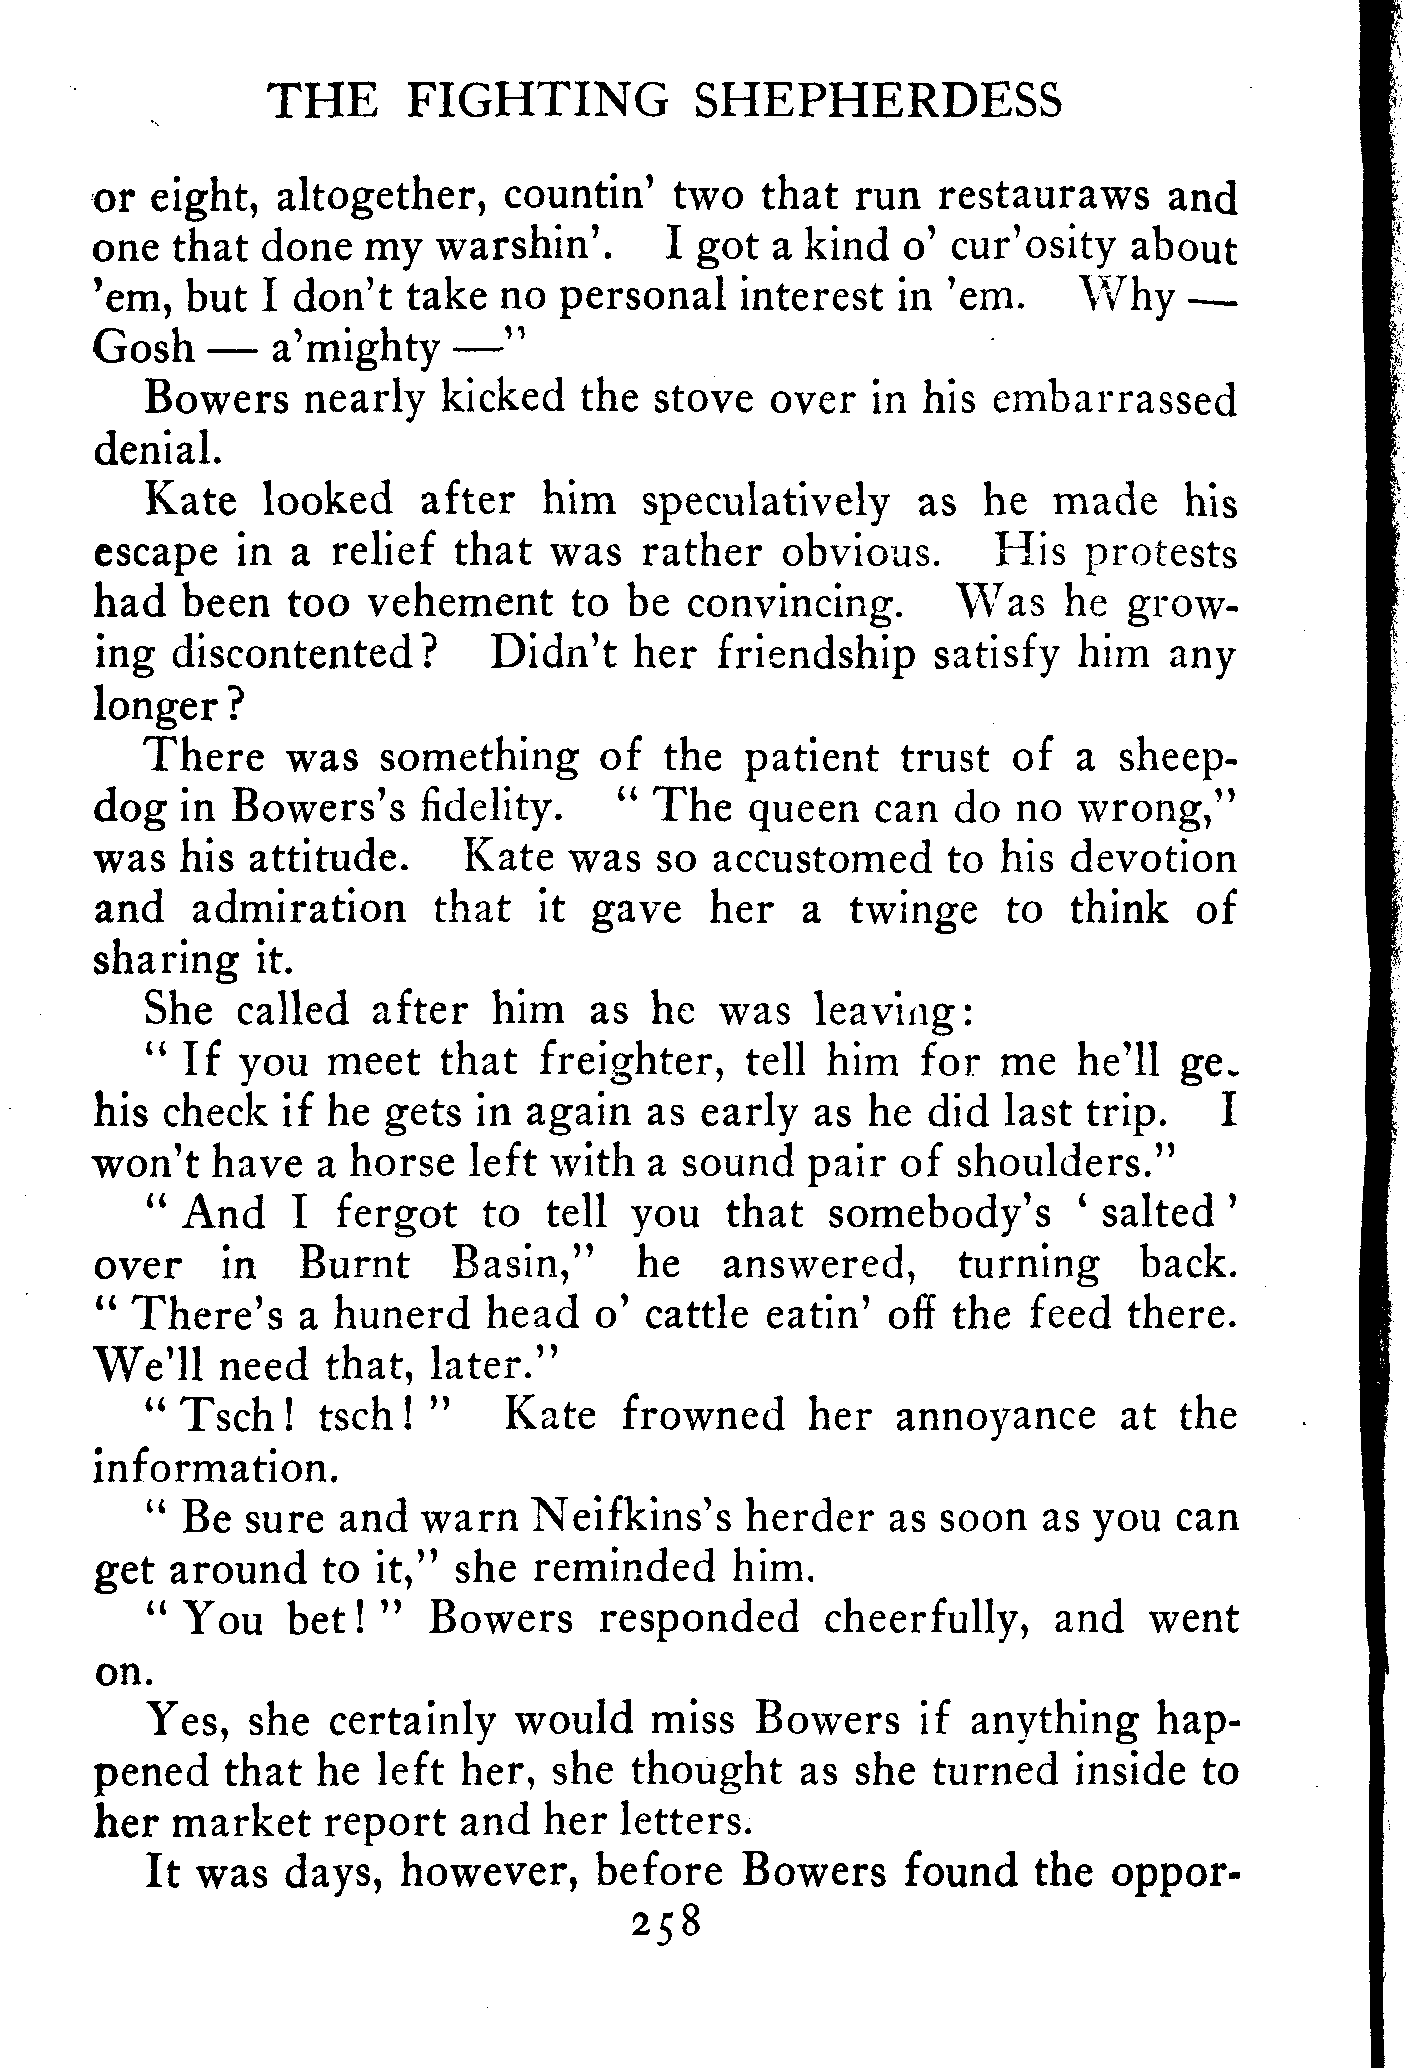 THE FIGHTING SHEPHERDESS
or eight, altogether, countin' two that run restauraws and
one that done my warshin'. I got a kind o' cur'osity about
'em, but I don't take no personal interest in 'em. Why —
Gosh — a'mighty —"
Bowers nearly kicked the stove over in his embarrassed
denial.
Kate looked after him speculatively as he made his
escape in a relief that was rather obvious. His protests
had been too vehement to be convincing. Was he grow-
ing discontented? Didn't her friendship satisfy him any
longer?
There was something of the patient trust of a sheep-
dog in Bowers's fidelity. " The queen can do no wrong,"
was his attitude. Kate was so accustomed to his devotion
and admiration that it gave her a twinge to think of
sharing it.
She called after him as he was leaving:
" If you meet that freighter, tell him for me he'll ge
his check if he gets in again as early as he did last trip. I
won't have a horse left with a sound pair of shoulders."
" And I fergot to tell you that somebody's ' salted '
over in Burnt Basin," he answered, turning back.
" There's a hunerd head o' cattle eatin' off the feed there.
We'll need that, later."
" Tsch! tsch! " Kate frowned her annoyance at the
information.
" Be sure and warn Neifkins's herder as soon as you can
get around to it," she reminded him.
" You bet! " Bowers responded cheerfully, and went
on.
Yes, she certainly would miss Bowers if anything hap-
pened that he left her, she thought as she turned inside to
her market report and her letters.
It was days, however, before Bowers found the oppor-
258